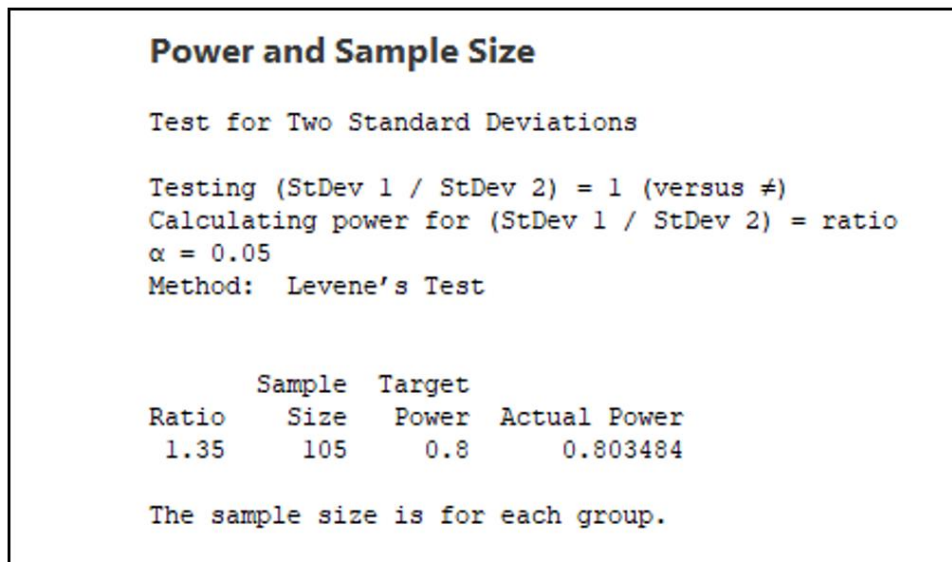 Power and Sample Size
Test for Two Standard Deviations
Testing (StDev 1 / StDev 2) = 1 (versus ≠)
Calculating power for (StDev 1 / StDev 2) = ratio
α = 0.05
Method:  Levene’s Test
Sample  Target
Ratio    Size   Power  Actual Power
1.35     105     0.8      0.803484
The sample size is for each group.